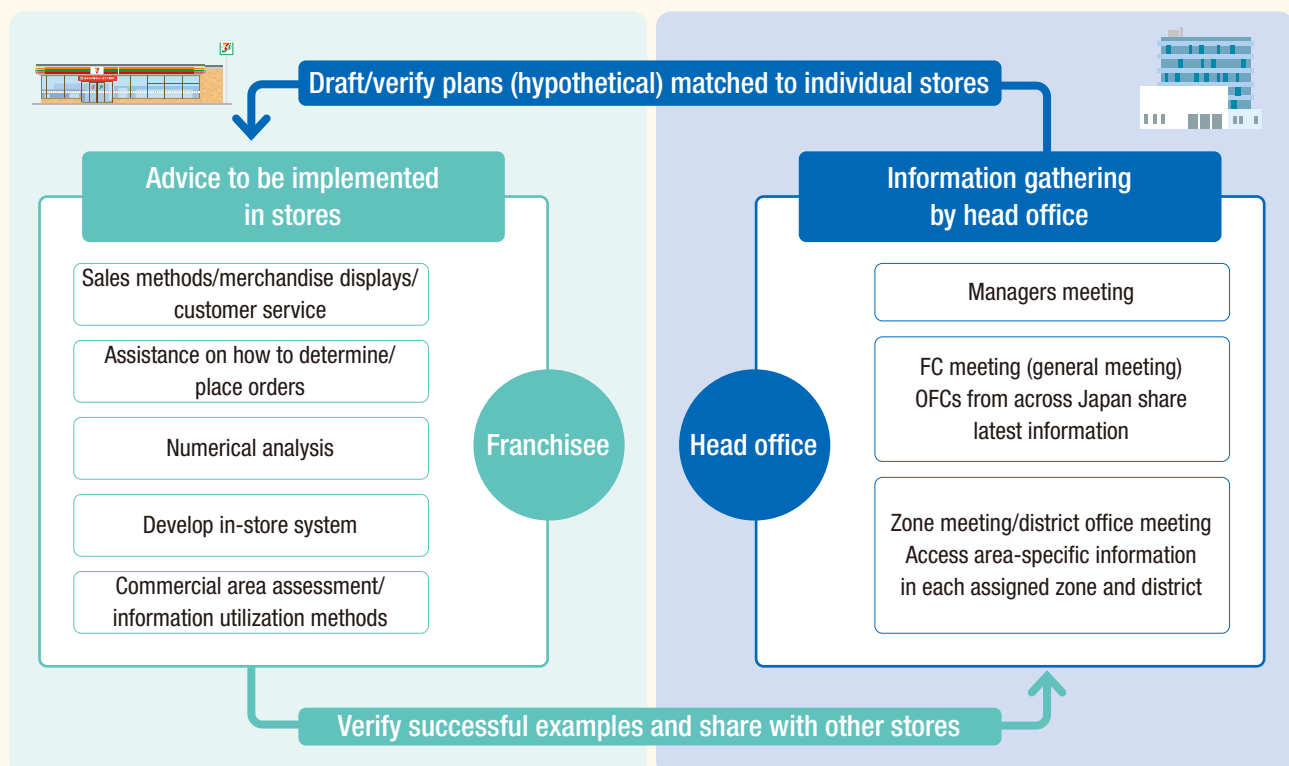 Draft/verify plans (hypothetical) matched to individual stores
Advice to be implemented
in stores
Sales methods/merchandise displays/
customer service
Assistance on how to determine/
place orders
Numerical analysis
Develop in-store system
Commercial area assessment/
information utilization methods
Franchisee
Head office
Information gathering
by head office
Managers meeting
FC meeting (general meeting)
OFCs from across Japan share
latest information
Zone meeting/district office meeting
Access area-specific information
in each assigned zone and district
Verify successful examples and share with other stores